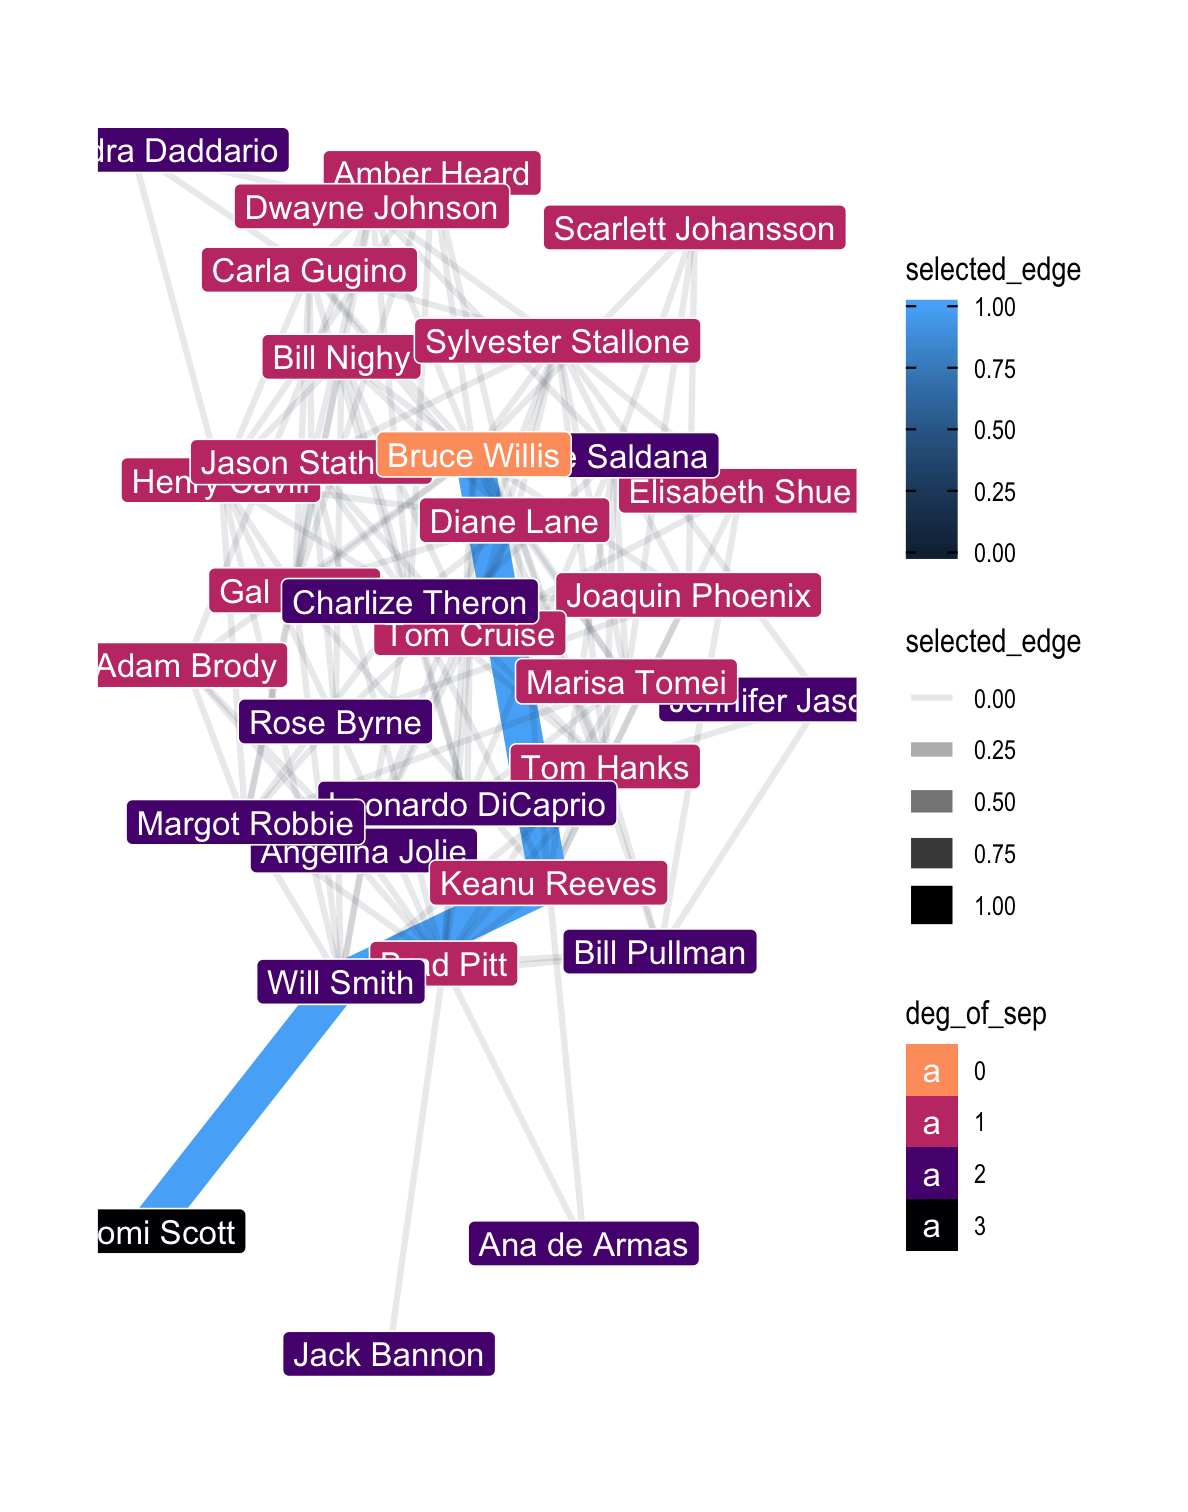 dra Daddario
Amber Heard
Dwayne Johnson
Scarlett Johansson
Carla Gugino
Sylvester Stallone
Bill Nighy
Bruce Willis
Saldana
Jason Stath
Henry Cavill
Elisabeth Shue
Diane Lane
Gal
Charlize Theron
Joaquin Phoenix
Tom Cruise
Adam Brody
Marisa Tomei
Jennifer Jaso
Rose Byrne
Tom Hanks
Leonardo DiCaprio
Margot Robbie
Angelina Jolie
Keanu Reeves
Bill Pullman
Brad Pitt
Will Smith
omi Scott
Ana de Armas
Jack Bannon
selected_edge
1.00
0.75
0.50
0.25
0.00
selected_edge
0.00
0.25
0.50
0.75
1.00
deg_of_sep
a 0
a 1
a 2
a 3